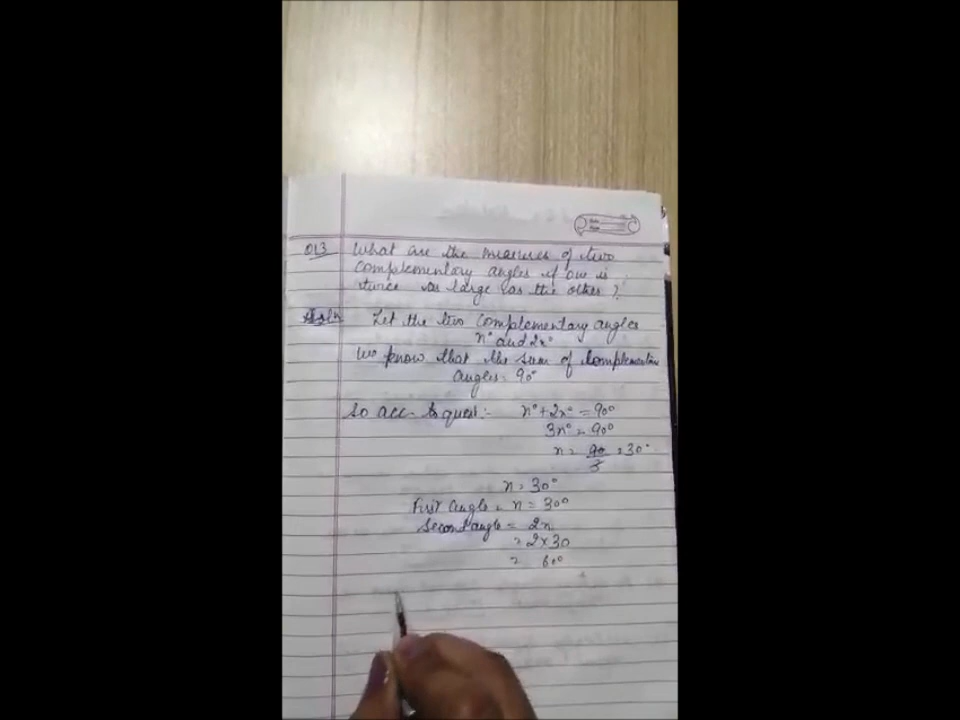 Q13 What are the measures of two
complementary angles if one is
twice as large as the other?
Soln Let the two complementary angles
x° and 2x°
We know that the sum of Complementary
angles = 90°
So acc. to ques:- x° + 2x° = 90°
3x° = 90°
x = 90/3 = 30°
x = 30°
First angle = x = 30°
Second angle = 2x
= 2 × 30
= 60°